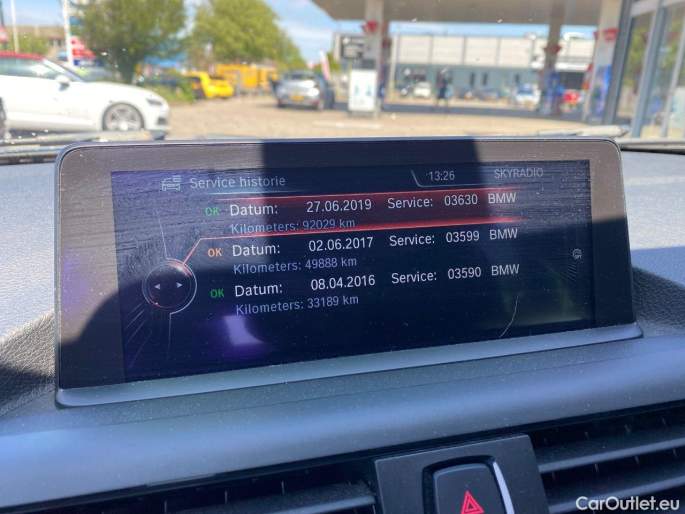 Service historie 13:26 SKYRADIO
OK Datum: 27.06.2019 Service: 03630 BMW
Kilometers: 92029 km
OK Datum: 02.06.2017 Service: 03599 BMW
Kilometers: 49888 km
OK Datum: 08.04.2016 Service: 03590 BMW
Kilometers: 33189 km
CarOutlet.eu